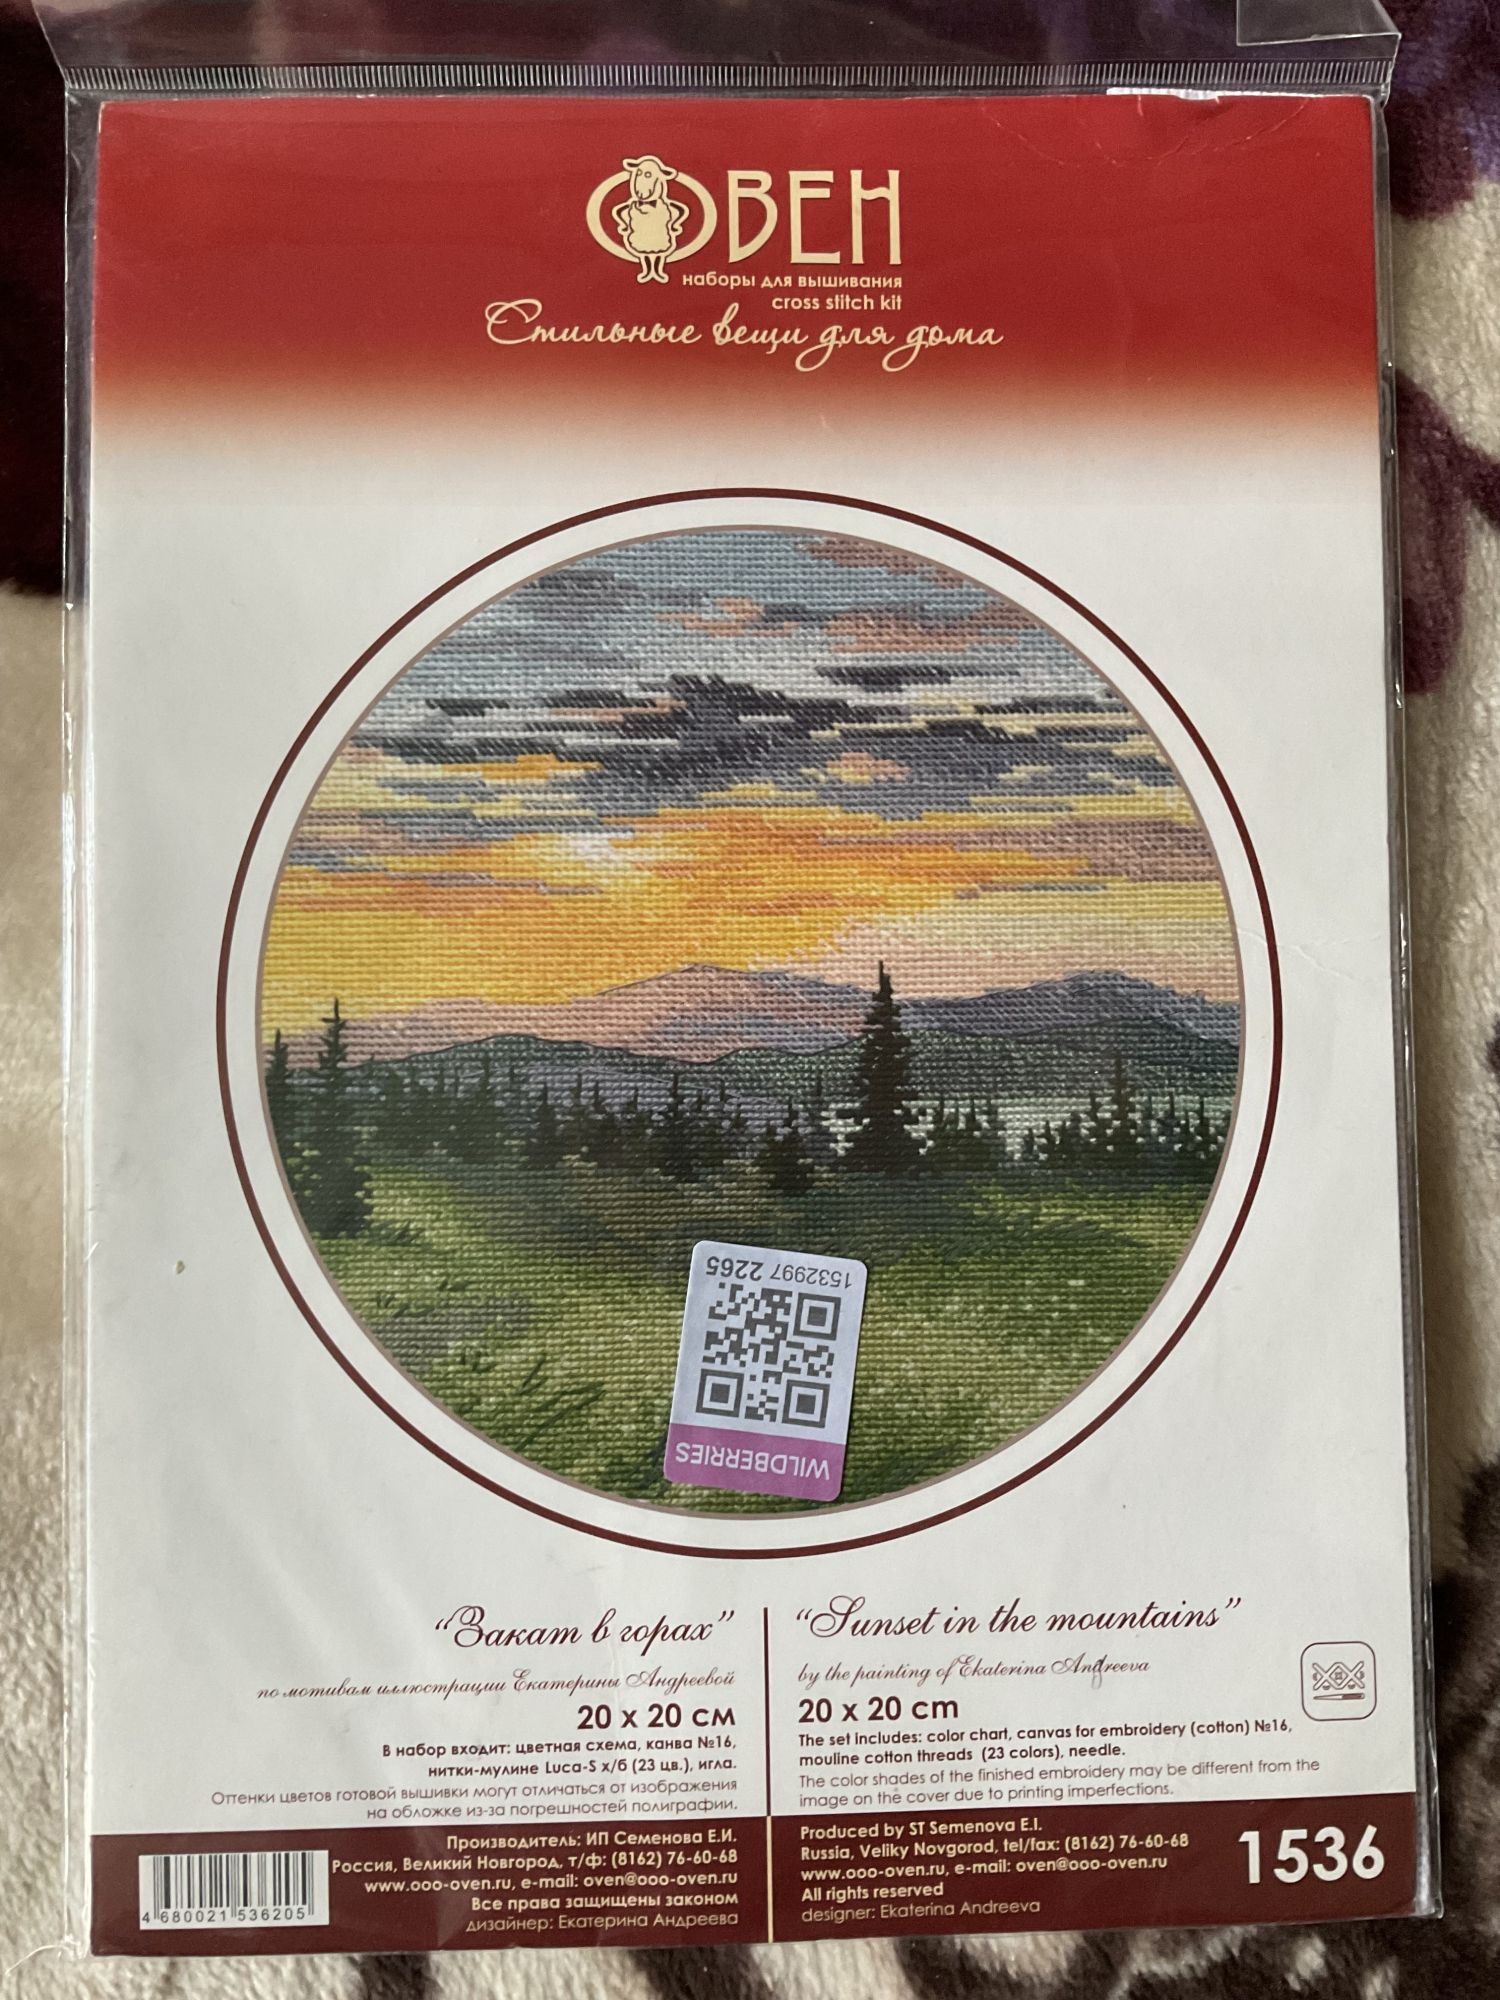 ОВЕН
наборы для вышивания
cross stitch kit
Стильные вещи для дома
1532997 2265
WILDBERRIES
“Закат в горах”
по мотивам иллюстрации Екатерины Андреевой
20 х 20 см
В набор входит: цветная схема, канва №16,
нитки-мулине Luca-S х/б (23 цв.), игла.
Оттенки цветов готовой вышивки могут отличаться от изображения
на обложке из-за погрешностей полиграфии.
“Sunset in the mountains”
by the painting of Ekaterina Andreeva
20 x 20 cm
The set includes: color chart, canvas for embroidery (cotton) №16,
mouline cotton threads (23 colors), needle.
The color shades of the finished embroidery may be different from the
image on the cover due to printing imperfections.
4 680021 536205
Производитель: ИП Семенова Е.И.
Россия, Великий Новгород, т/ф: (8162) 76-60-68
www.ooo-oven.ru, e-mail: oven@ooo-oven.ru
Все права защищены законом
дизайнер: Екатерина Андреева
Produced by ST Semenova E.I.
Russia, Veliky Novgorod, tel/fax: (8162) 76-60-68
www.ooo-oven.ru, e-mail: oven@ooo-oven.ru
All rights reserved
designer: Ekaterina Andreeva
1536